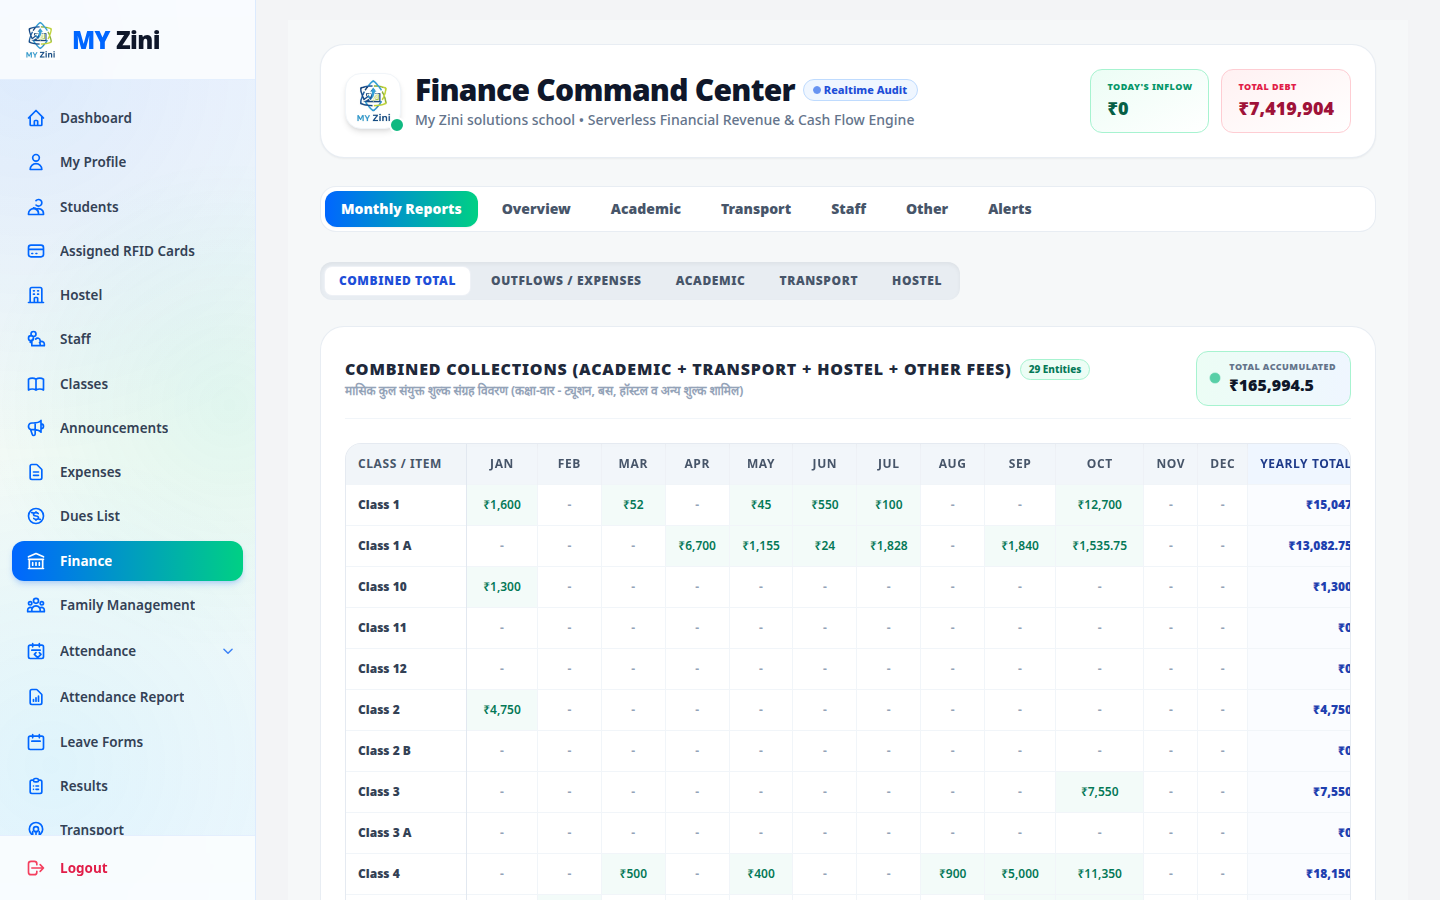 MY Zini
MY Zini
Dashboard
My Profile
Students
Assigned RFID Cards
Hostel
Staff
Classes
Announcements
Expenses
Dues List
Finance
Family Management
Attendance
Attendance Report
Leave Forms
Results
Transport
Logout
MY Zini
Finance Command Center
Realtime Audit
My Zini solutions school • Serverless Financial Revenue & Cash Flow Engine
TODAY'S INFLOW
₹0
TOTAL DEBT
₹7,419,904
Monthly Reports Overview Academic Transport Staff Other Alerts
COMBINED TOTAL OUTFLOWS / EXPENSES ACADEMIC TRANSPORT HOSTEL
COMBINED COLLECTIONS (ACADEMIC + TRANSPORT + HOSTEL + OTHER FEES) 29 Entities
मासिक कुल संयुक्त शुल्क संग्रह विवरण (कक्षा-वार - ट्यूशन, बस, हॉस्टल व अन्य शुल्क शामिल)
TOTAL ACCUMULATED
₹165,994.5
CLASS / ITEM JAN FEB MAR APR MAY JUN JUL AUG SEP OCT NOV DEC YEARLY TOTAL
Class 1 ₹1,600 - ₹52 - ₹45 ₹550 ₹100 - - ₹12,700 - - ₹15,047
Class 1 A - - - ₹6,700 ₹1,155 ₹24 ₹1,828 - ₹1,840 ₹1,535.75 - - ₹13,082.75
Class 10 ₹1,300 - - - - - - - - - - - ₹1,300
Class 11 - - - - - - - - - - - - ₹0
Class 12 - - - - - - - - - - - - ₹0
Class 2 ₹4,750 - - - - - - - - - - - ₹4,750
Class 2 B - - - - - - - - - - - - ₹0
Class 3 - - - - - - - - - ₹7,550 - - ₹7,550
Class 3 A - - - - - - - - - - - - ₹0
Class 4 - - ₹500 - ₹400 - - ₹900 ₹5,000 ₹11,350 - - ₹18,150